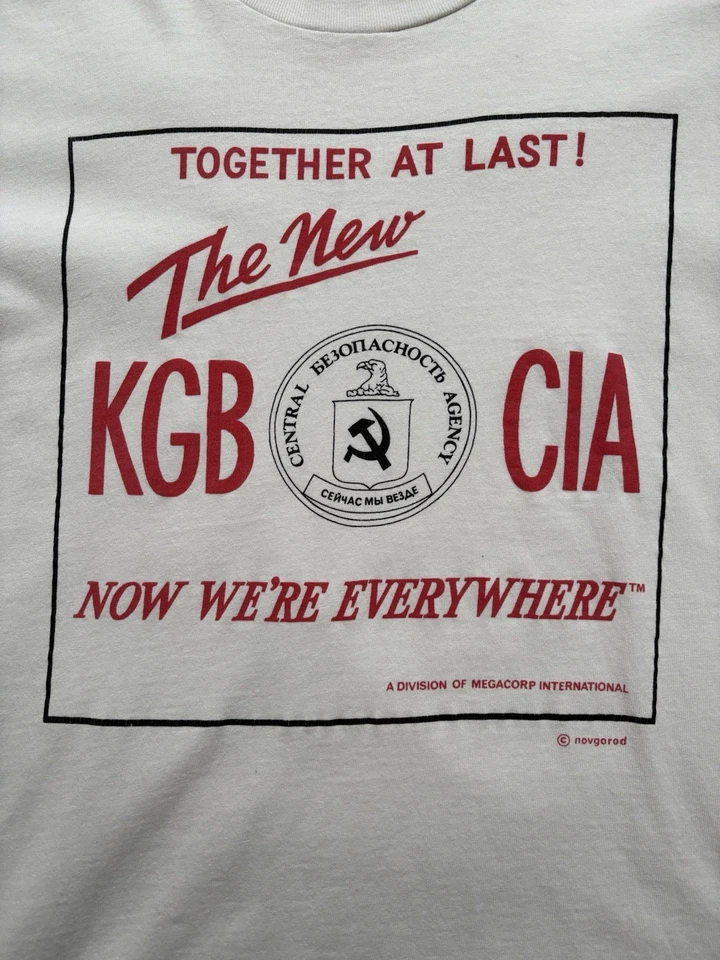 TOGETHER AT LAST!
The New
KGB
CENTRAL БЕЗОПАСНОСТЬ AGENCY
СЕЙЧАС МЫ ВЕЗДЕ
CIA
NOW WE'RE EVERYWHERE™
A DIVISION OF MEGACORP INTERNATIONAL
© novgorod